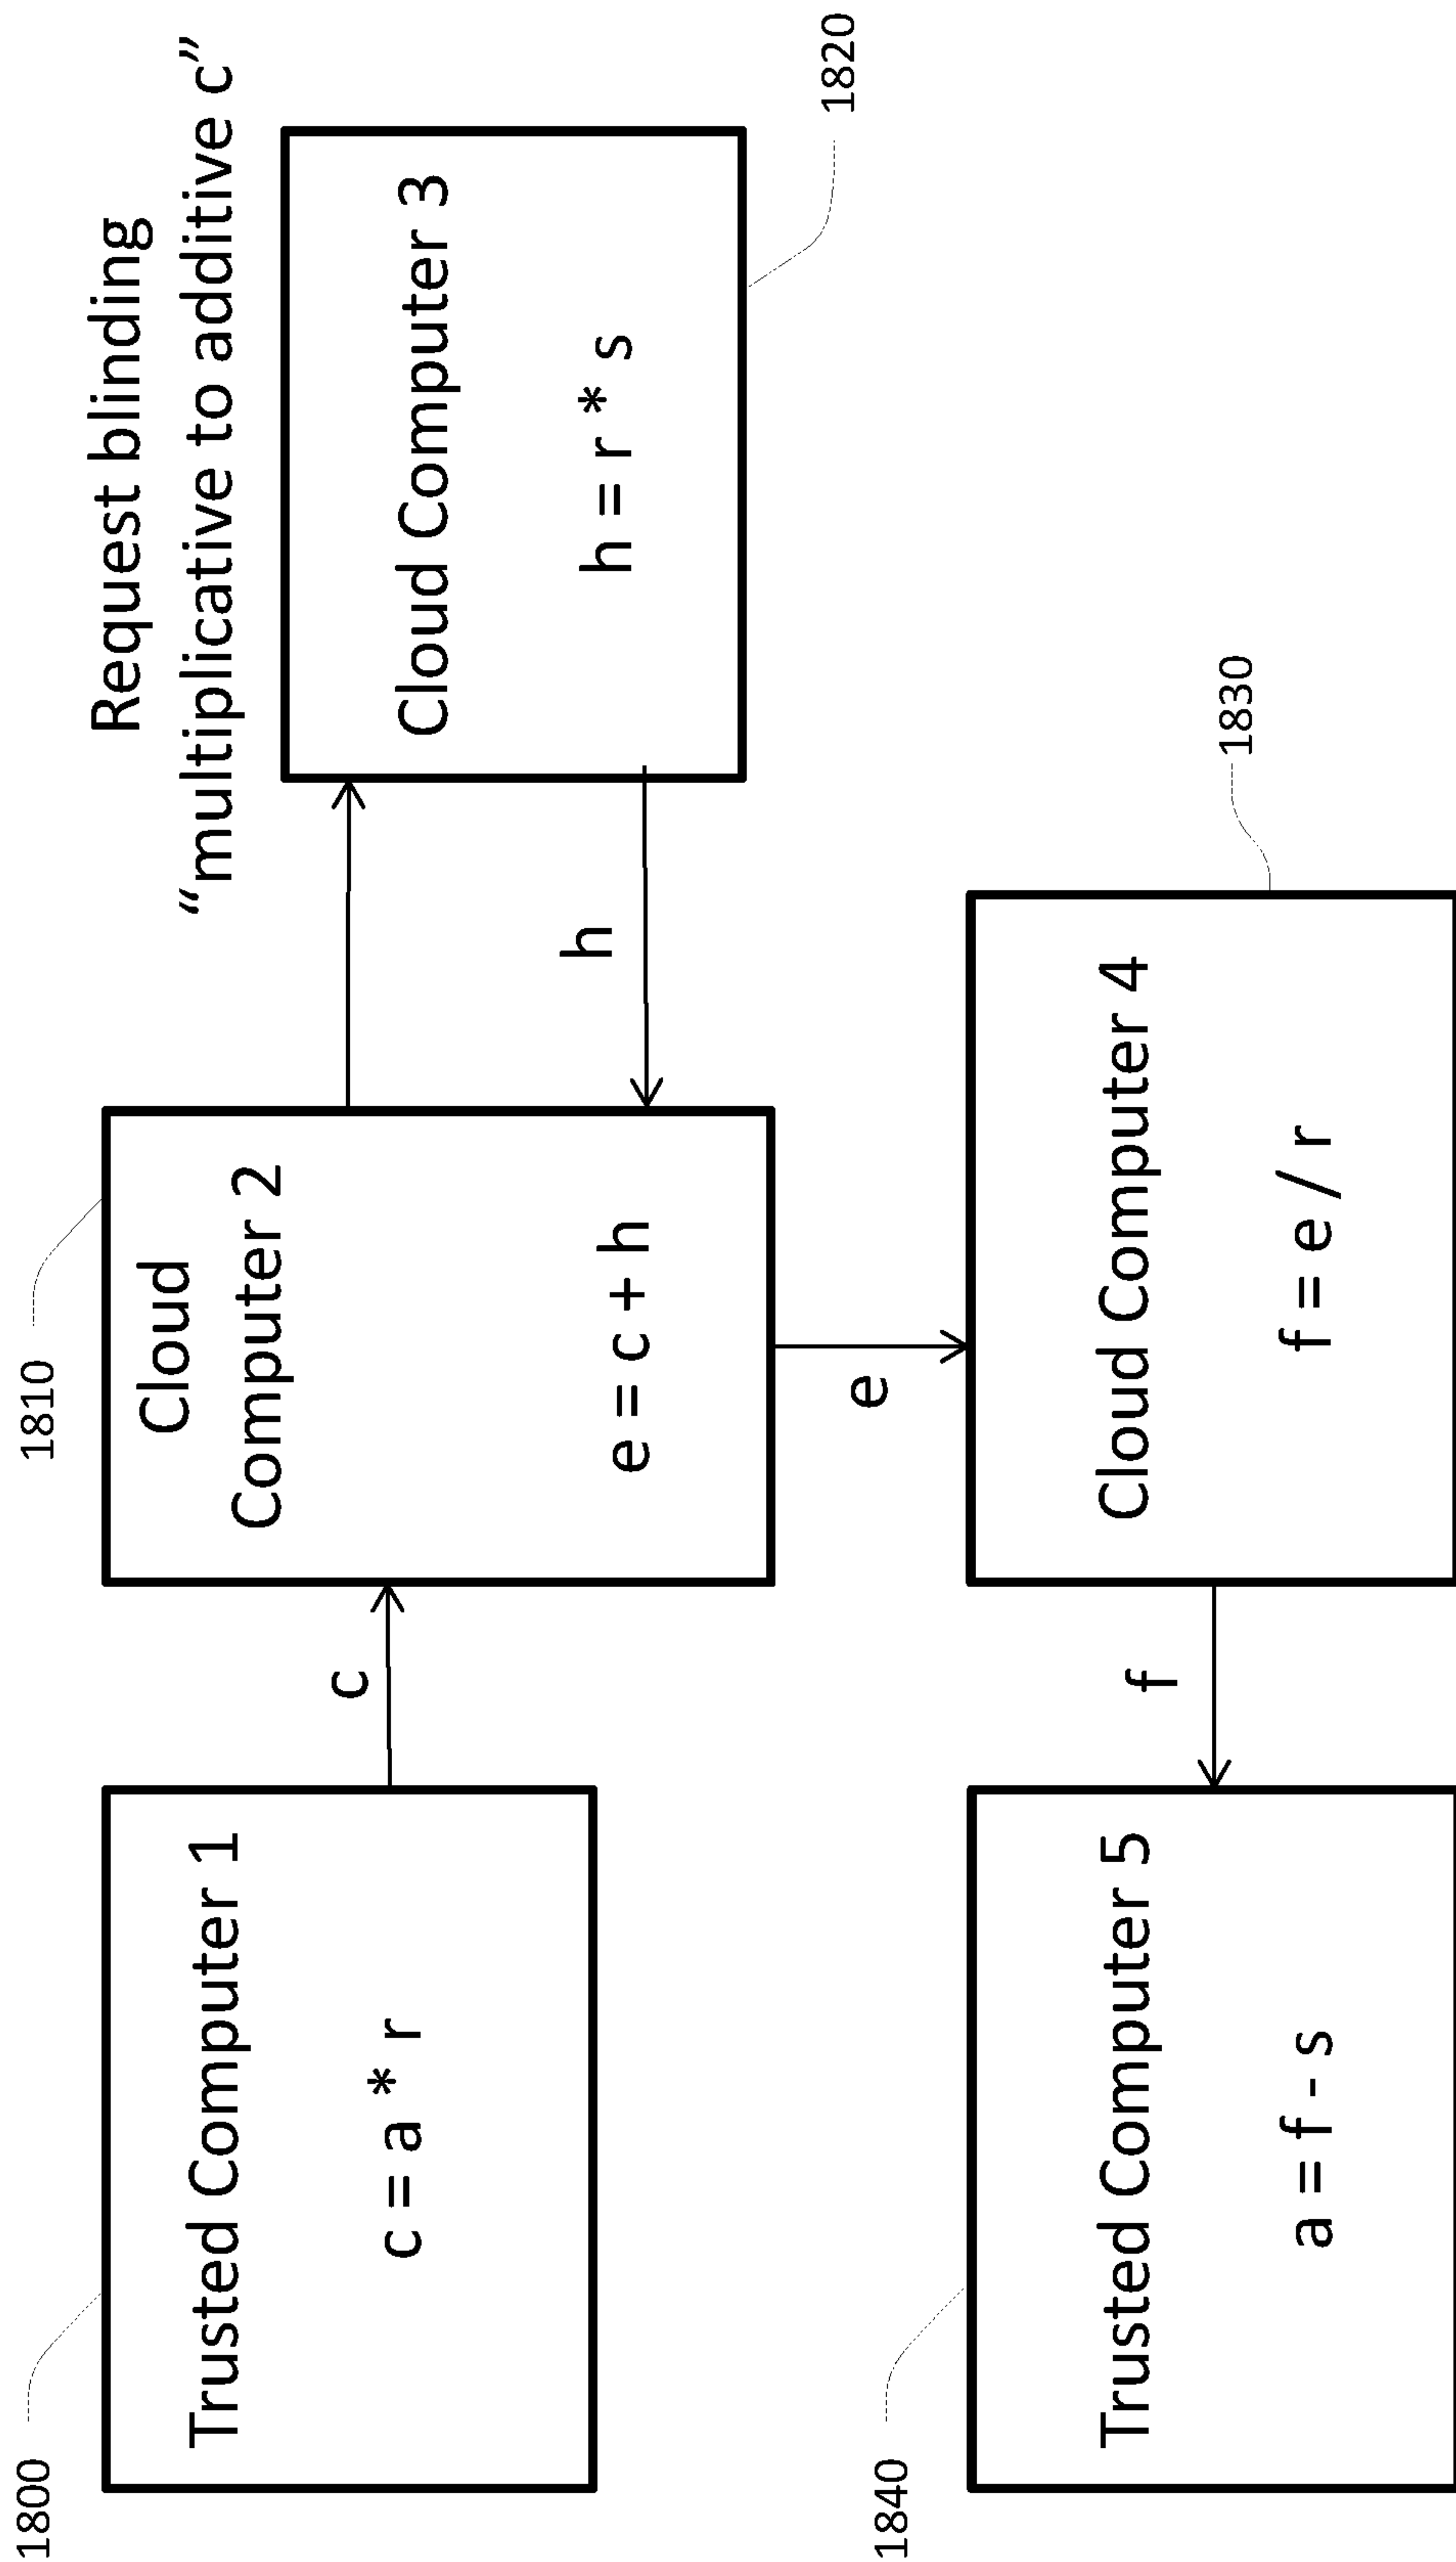 Request blinding
“multiplicative to additive c”
1800
Trusted Computer 1
c = a * r
c
1810
Cloud
Computer 2
e = c + h
h
Cloud Computer 3
h = r * s
1820
e
1840
Trusted Computer 5
a = f - s
f
Cloud Computer 4
f = e / r
1830